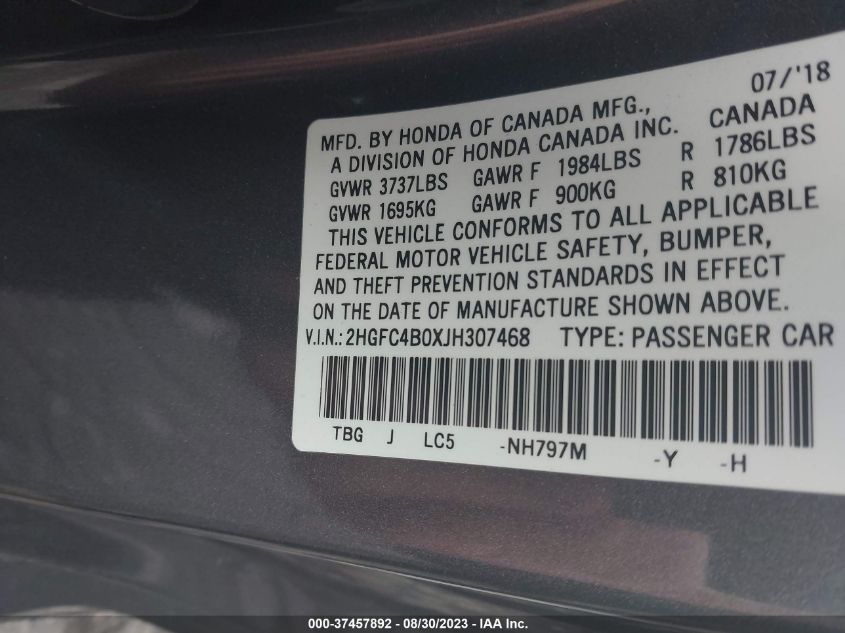 07/'18
MFD. BY HONDA OF CANADA MFG., CANADA
A DIVISION OF HONDA CANADA INC.
GVWR 3737LBS GAWR F 1984LBS R 1786LBS
GVWR 1695KG GAWR F 900KG R 810KG
THIS VEHICLE CONFORMS TO ALL APPLICABLE
FEDERAL MOTOR VEHICLE SAFETY, BUMPER,
AND THEFT PREVENTION STANDARDS IN EFFECT
ON THE DATE OF MANUFACTURE SHOWN ABOVE.
V.I.N.: 2HGFC4B0XJH307468 TYPE: PASSENGER CAR
TBG J LC5 -NH797M -Y -H
000-37457892 - 08/30/2023 - IAA Inc.